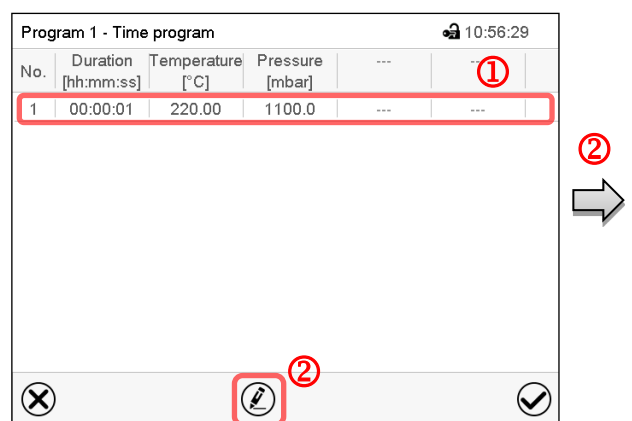 Program 1 - Time program 10:56:29
No. Duration Temperature Pressure --- ---
[hh:mm:ss] [°C] [mbar]
①
1 00:00:01 220.00 1100.0 --- ---
②
②